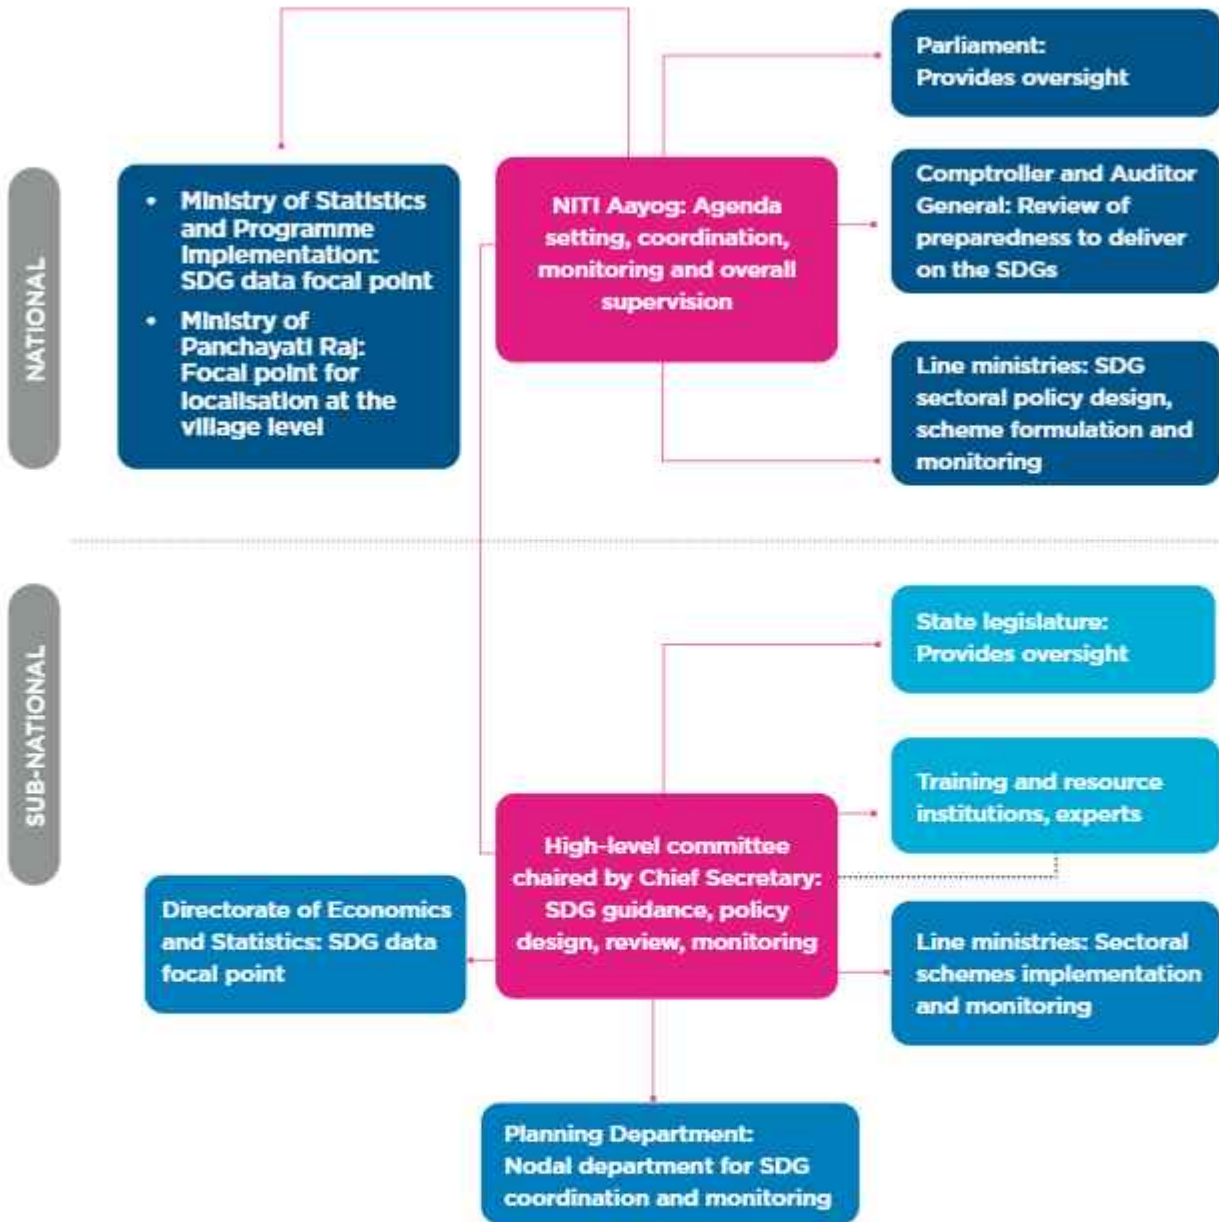 NATIONAL
• Ministry of Statistics
and Programme
Implementation:
SDG data focal point
• Ministry of
Panchayati Raj:
Focal point for
localisation at the
village level
NITI Aayog: Agenda
setting, coordination,
monitoring and overall
supervision
Parliament:
Provides oversight
Comptroller and Auditor
General: Review of
preparedness to deliver
on the SDGs
Line ministries: SDG
sectoral policy design,
scheme formulation and
monitoring
SUB-NATIONAL
State legislature:
Provides oversight
Training and resource
institutions, experts
High-level committee
chaired by Chief Secretary:
SDG guidance, policy
design, review, monitoring
Directorate of Economics
and Statistics: SDG data
focal point
Line ministries: Sectoral
schemes implementation
and monitoring
Planning Department:
Nodal department for SDG
coordination and monitoring